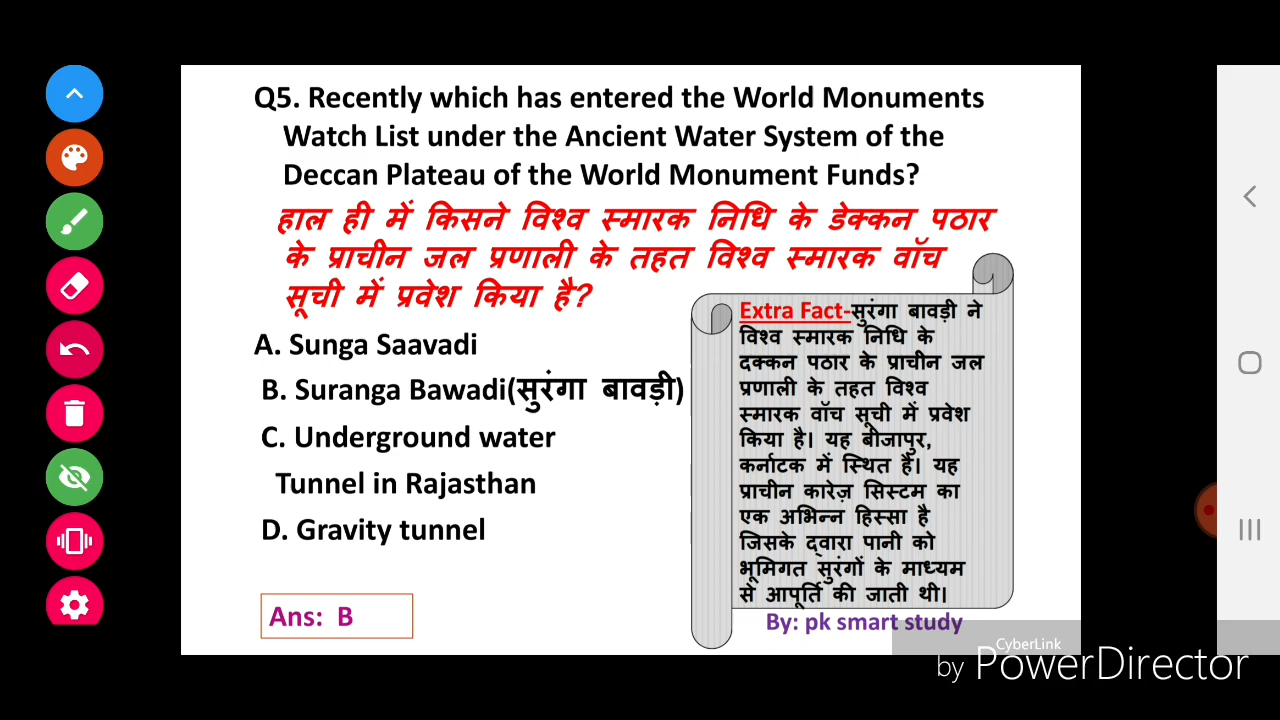 Q5. Recently which has entered the World Monuments
Watch List under the Ancient Water System of the
Deccan Plateau of the World Monument Funds?
हाल ही में किसने विश्व स्मारक निधि के डेक्कन पठार
के प्राचीन जल प्रणाली के तहत विश्व स्मारक वॉच
सूची में प्रवेश किया है?
A. Sunga Saavadi
B. Suranga Bawadi(सुरंगा बावड़ी)
C. Underground water
Tunnel in Rajasthan
D. Gravity tunnel
Ans: B
Extra Fact-सुरंगा बावड़ी ने
विश्व स्मारक निधि के
दक्कन पठार के प्राचीन जल
प्रणाली के तहत विश्व
स्मारक वॉच सूची में प्रवेश
किया है। यह बीजापुर,
कर्नाटक में स्थित है। यह
प्राचीन कारेज़ सिस्टम का
एक अभिन्न हिस्सा है
जिसके द्वारा पानी को
भूमिगत सुरंगों के माध्यम
से आपूर्ति की जाती थी।
By: pk smart study
CyberLink
by PowerDirector